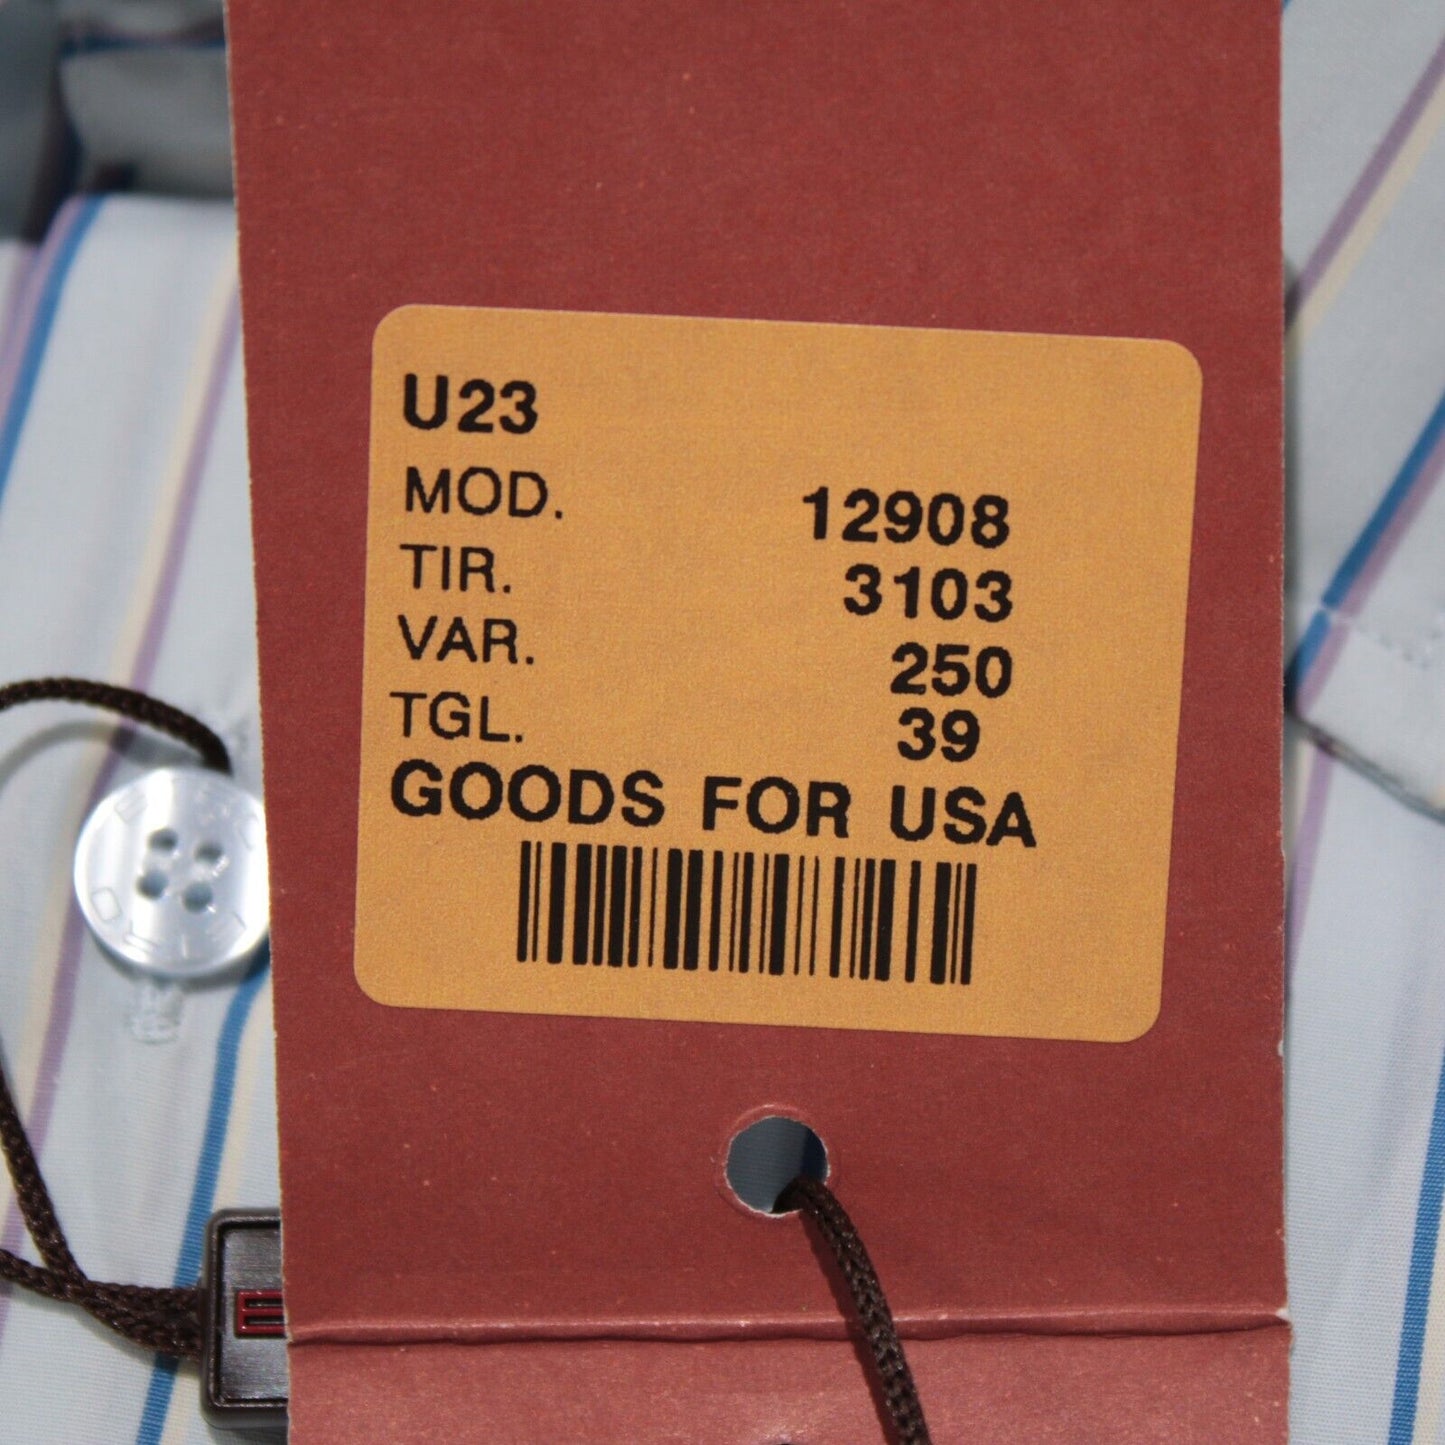 U23
MOD. 12908
TIR. 3103
VAR. 250
TGL. 39
GOODS FOR USA